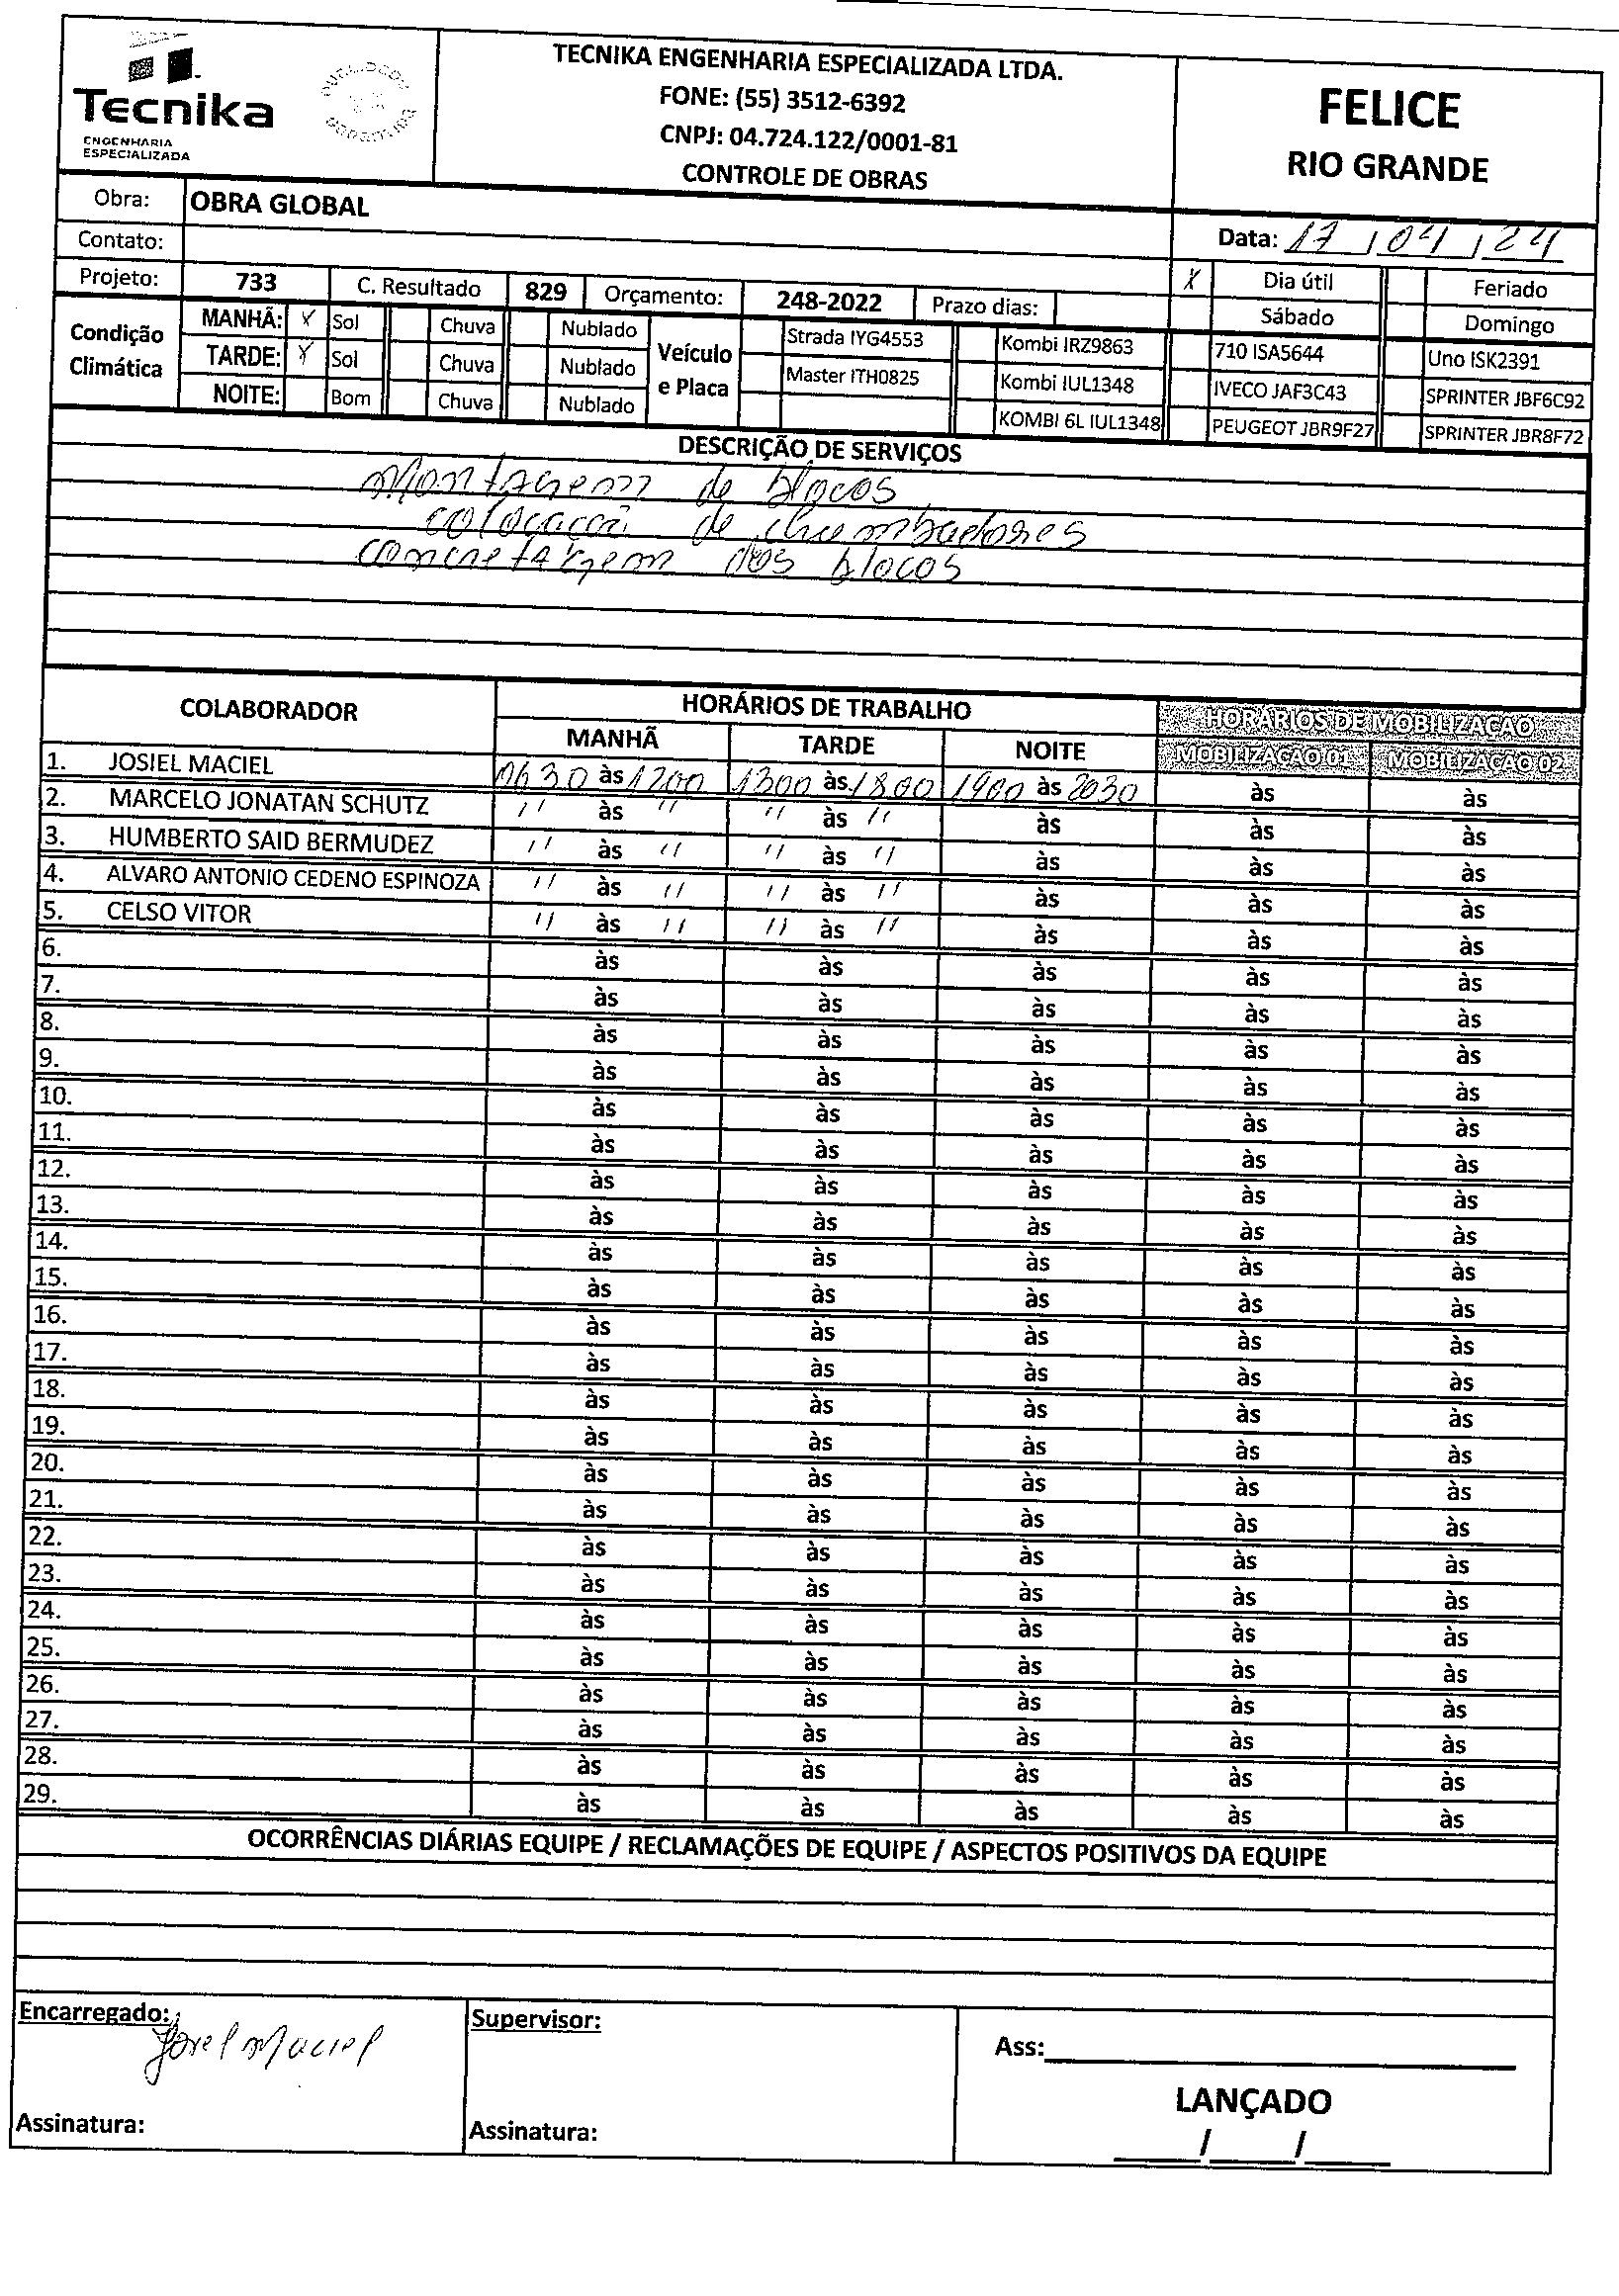 Tecnika
ENGENHARIA
ESPECIALIZADA
TECNIKA ENGENHARIA ESPECIALIZADA LTDA.
FONE: (55) 3512-6392
CNPJ: 04.724.122/0001-81
CONTROLE DE OBRAS
FELICE
RIO GRANDE
Obra: OBRA GLOBAL
Contato:
Data: 17 / 04 / 24
Projeto: 733 C. Resultado 829 Orçamento: 248-2022 Prazo dias:
X Dia útil Feriado
Sábado Domingo
Condição Climática
MANHÃ: X Sol Chuva Nublado
TARDE: X Sol Chuva Nublado
NOITE: Bom Chuva Nublado
Veículo e Placa
Strada IYG4553 Kombi IRZ9863 710 ISA5644 Uno ISK2391
Master ITH0825 Kombi IUL1348 IVECO JAF3C43 SPRINTER JBF6C92
KOMBI 6L IUL1348 PEUGEOT JBR9F27 SPRINTER JBR8F72
DESCRIÇÃO DE SERVIÇOS
Montagem de blocos
colocação de chumbadores
concretagem dos blocos
COLABORADOR HORÁRIOS DE TRABALHO HORÁRIOS DE MOBILIZAÇÃO
MANHÃ TARDE NOITE MOBILIZAÇÃO 01 MOBILIZAÇÃO 02
1. JOSIEL MACIEL 0630 às 1200 1300 às 1800 1900 às 2030 às às
2. MARCELO JONATAN SCHUTZ " às " " às " às às às
3. HUMBERTO SAID BERMUDEZ " às " " às " às às às
4. ALVARO ANTONIO CEDENO ESPINOZA " às " " às " às às às
5. CELSO VITOR " às " " às " às às às
6. às às às às às
7. às às às às às
8. às às às às às
9. às às às às às
10. às às às às às
11. às às às às às
12. às às às às às
13. às às às às às
14. às às às às às
15. às às às às às
16. às às às às às
17. às às às às às
18. às às às às às
19. às às às às às
20. às às às às às
21. às às às às às
22. às às às às às
23. às às às às às
24. às às às às às
25. às às às às às
26. às às às às às
27. às às às às às
28. às às às às às
29. às às às às às
OCORRÊNCIAS DIÁRIAS EQUIPE / RECLAMAÇÕES DE EQUIPE / ASPECTOS POSITIVOS DA EQUIPE
Encarregado: Josiel Maciel
Assinatura:
Supervisor:
Assinatura:
Ass:
LANÇADO
/ /